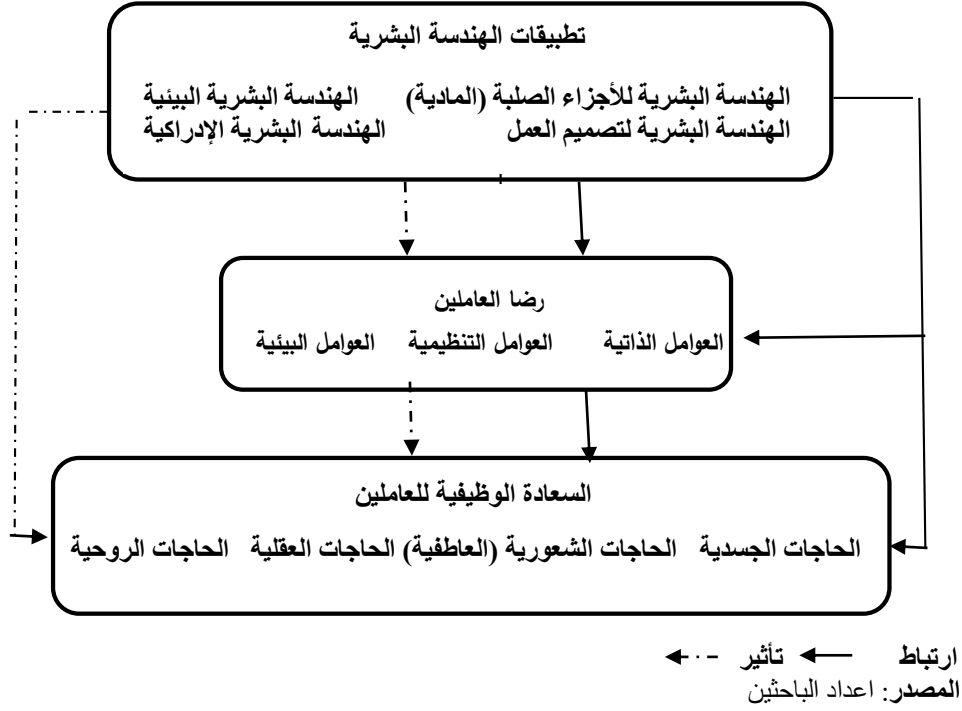 تطبيقات الهندسة البشرية
الهندسة البشرية للأجزاء الصلبة (المادية) الهندسة البشرية البيئية
الهندسة البشرية لتصميم العمل الهندسة البشرية الإدراكية
رضا العاملين
العوامل الذاتية العوامل التنظيمية العوامل البيئية
السعادة الوظيفية للعاملين
الحاجات الجسدية الحاجات الشعورية (العاطفية) الحاجات العقلية الحاجات الروحية
ارتباط تأثير
المصدر: اعداد الباحثين